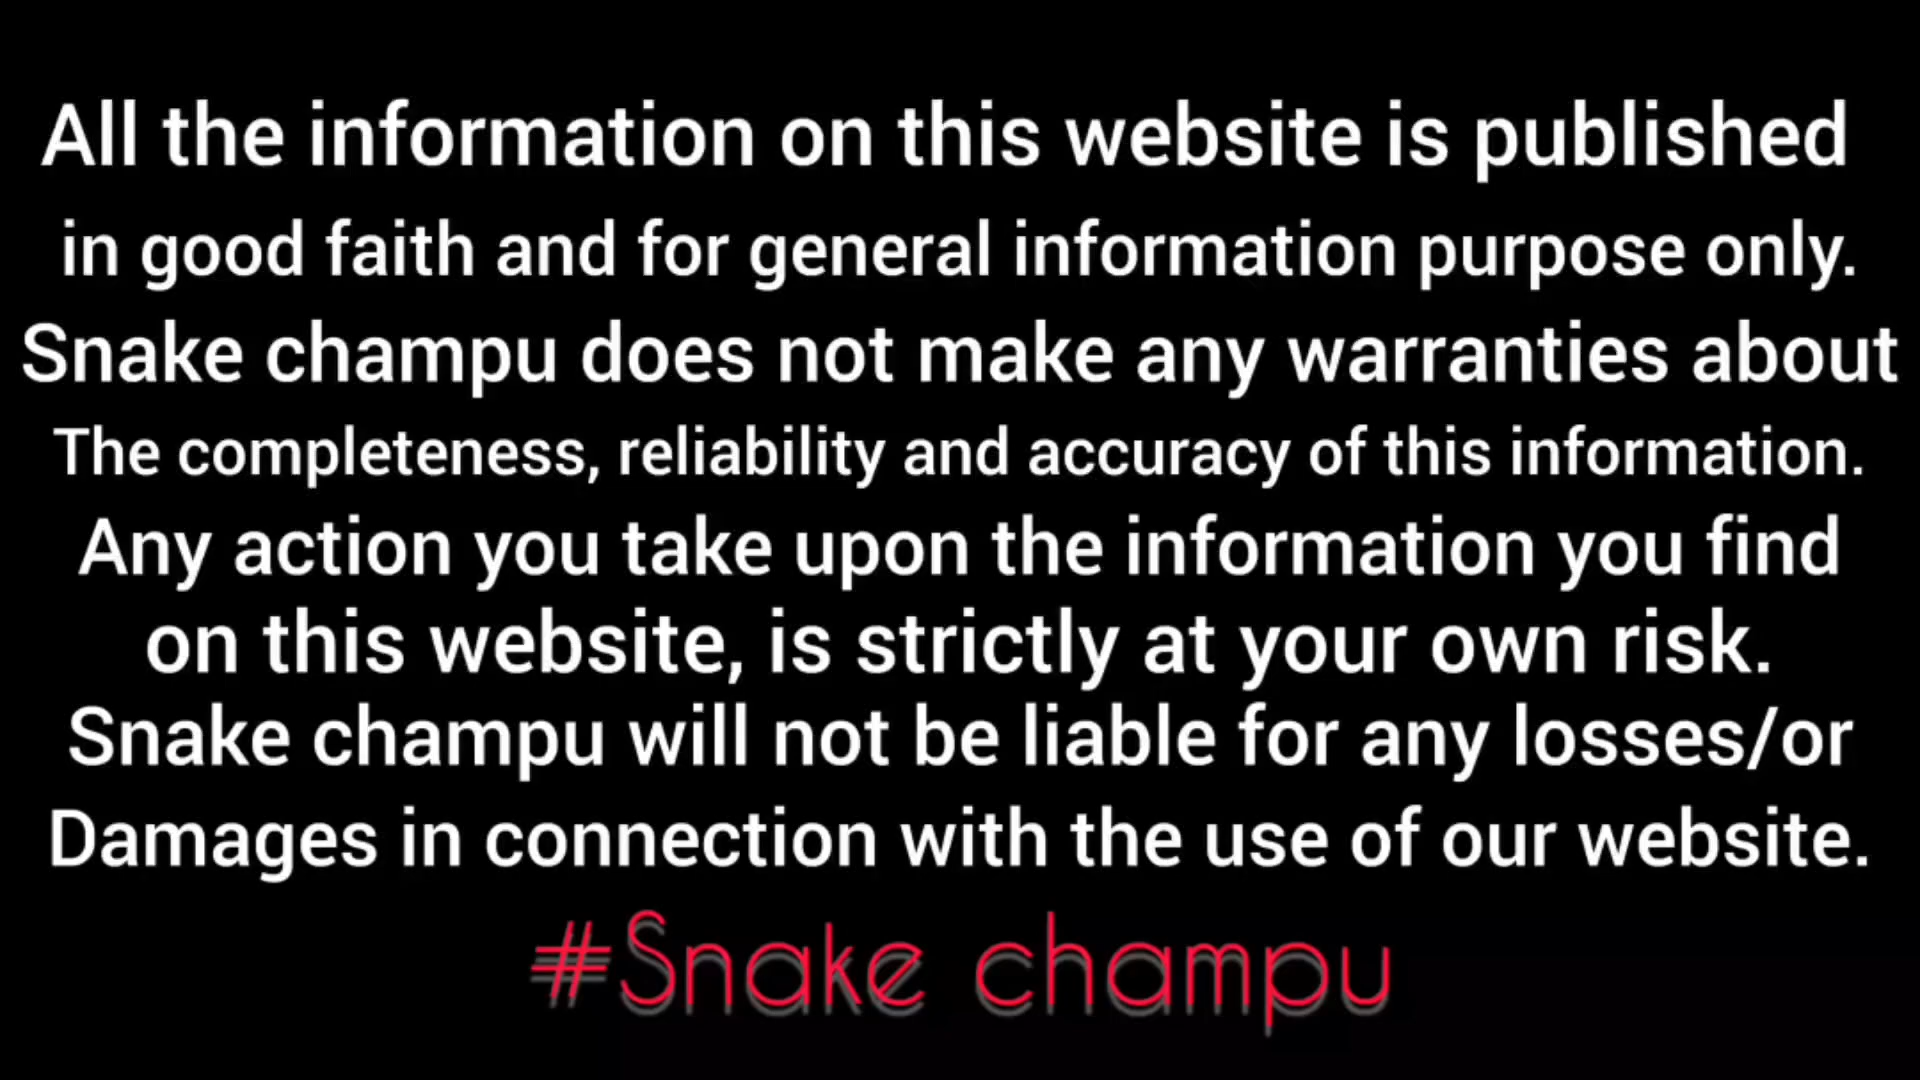 All the information on this website is published
in good faith and for general information purpose only.
Snake champu does not make any warranties about
The completeness, reliability and accuracy of this information.
Any action you take upon the information you find
on this website, is strictly at your own risk.
Snake champu will not be liable for any losses/or
Damages in connection with the use of our website.
#Snake champu